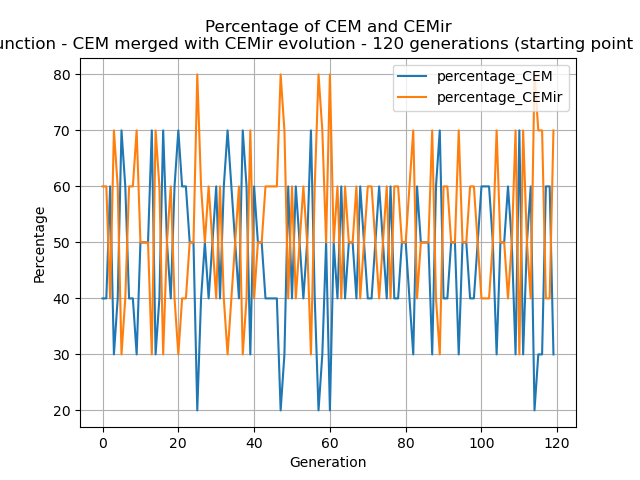 Percentage of CEM and CEMir
unction - CEM merged with CEMir evolution - 120 generations (starting point
percentage_CEM
percentage_CEMir
Percentage
80
70
60
50
40
30
20
0 20 40 60 80 100 120
Generation